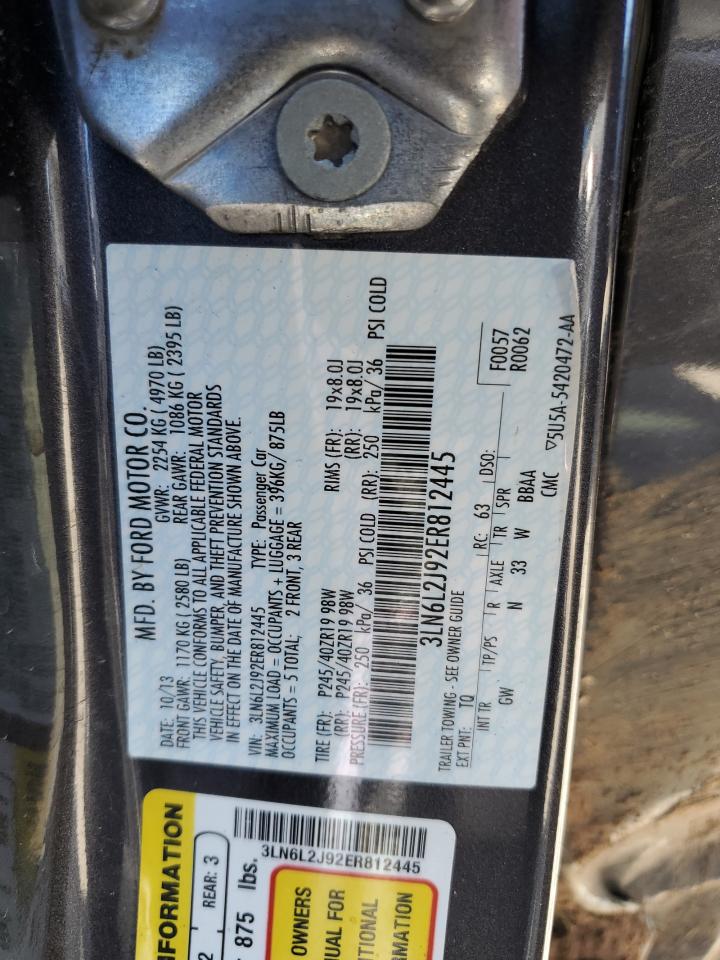 MFD. BY FORD MOTOR CO.
DATE: 10/13 GVWR: 2254 KG ( 4970 LB)
FRONT GAWR: 1170 KG ( 2580 LB) REAR GAWR: 1086 KG ( 2395 LB)
THIS VEHICLE CONFORMS TO ALL APPLICABLE FEDERAL MOTOR
VEHICLE SAFETY, BUMPER, AND THEFT PREVENTION STANDARDS
IN EFFECT ON THE DATE OF MANUFACTURE SHOWN ABOVE.
VIN: 3LN6L2J92ER812445 TYPE: Passenger Car
MAXIMUM LOAD = OCCUPANTS + LUGGAGE = 396KG/ 875LB
OCCUPANTS = 5 TOTAL; 2 FRONT, 3 REAR
TIRE (FR): P245/40ZR19 98W RIMS (FR): 19x8.0J
(RR): P245/40ZR19 98W (RR): 19x8.0J
PRESSURE (FR): 250 kPa/ 36 PSI COLD (RR): 250 kPa/ 36 PSI COLD
3LN6L2J92ER812445
TRAILER TOWING - SEE OWNER GUIDE
EXT PNT: TQ RC: 63 DSO: F0057
R0062
INT TR TP/PS R AXLE TR SPR
GW N 33 W BBAA
CMC ▽5U5A-5420472-AA
NFORMATION
2 REAR: 3
875 lbs.
3LN6L2J92ER812445
OWNERS
UAL FOR
TIONAL
RMATION